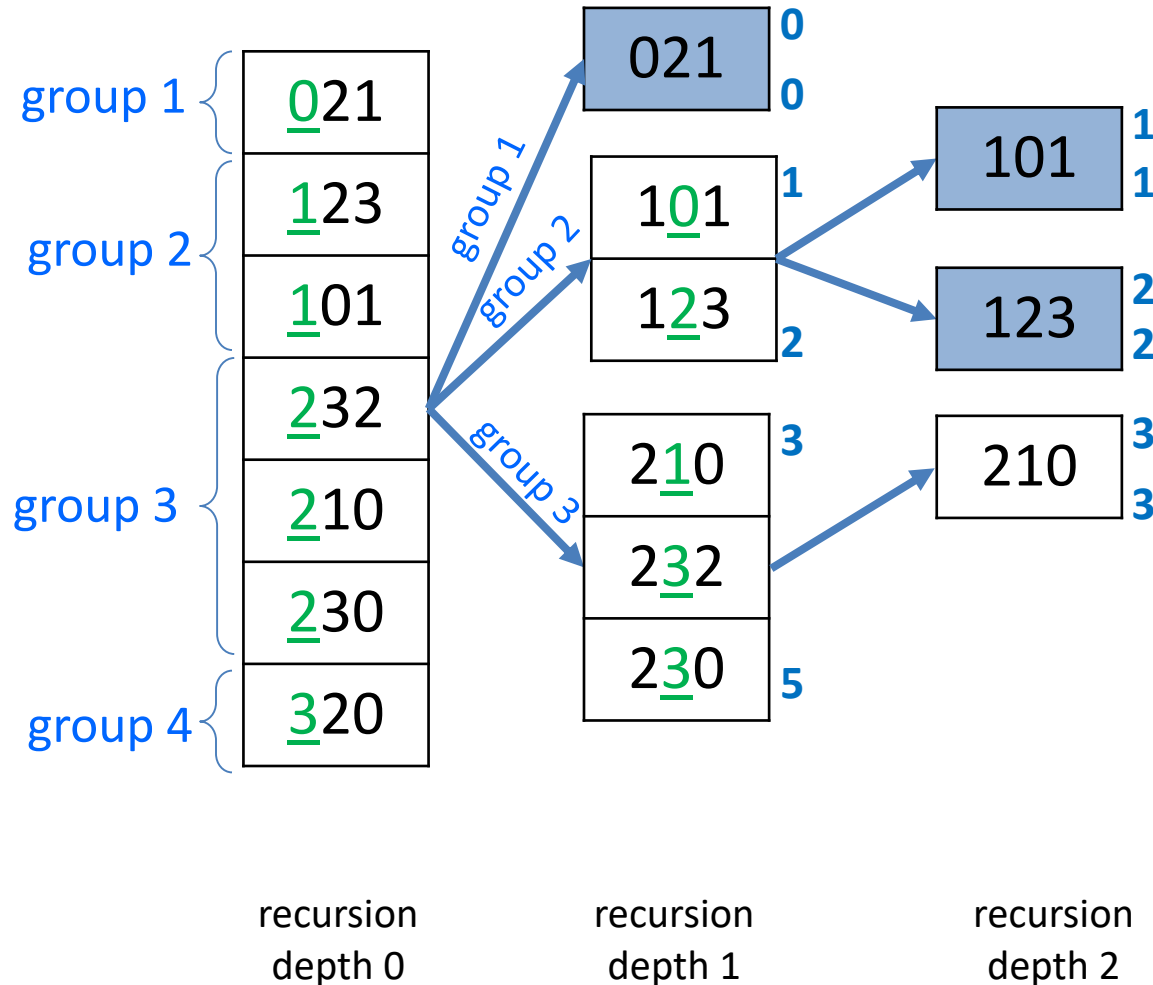 group 1
021
group 2
123
101
group 3
232
210
230
group 4
320
group 1
group 2
group 3
021
0
0
101
1
123
2
210
3
232
230
5
101
1
1
123
2
2
210
3
3
recursion
depth 0
recursion
depth 1
recursion
depth 2